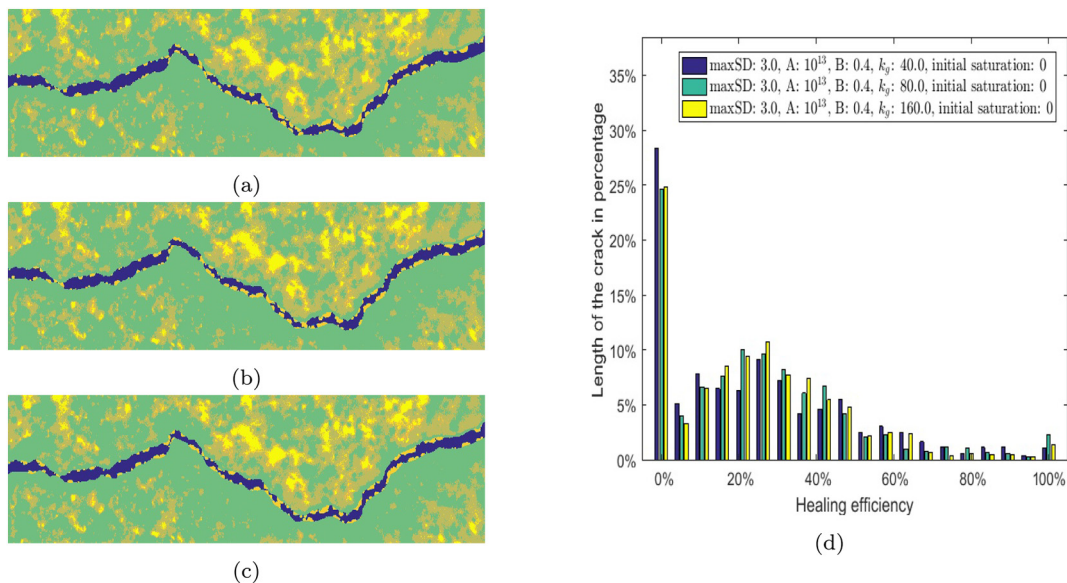 (a)
(b)
(c)
maxSD: 3.0, A: 10^13, B: 0.4, k_g: 40.0, initial saturation: 0
maxSD: 3.0, A: 10^13, B: 0.4, k_g: 80.0, initial saturation: 0
maxSD: 3.0, A: 10^13, B: 0.4, k_g: 160.0, initial saturation: 0
Length of the crack in percentage
35%
30%
25%
20%
15%
10%
5%
0%
0% 20% 40% 60% 80% 100%
Healing efficiency
(d)